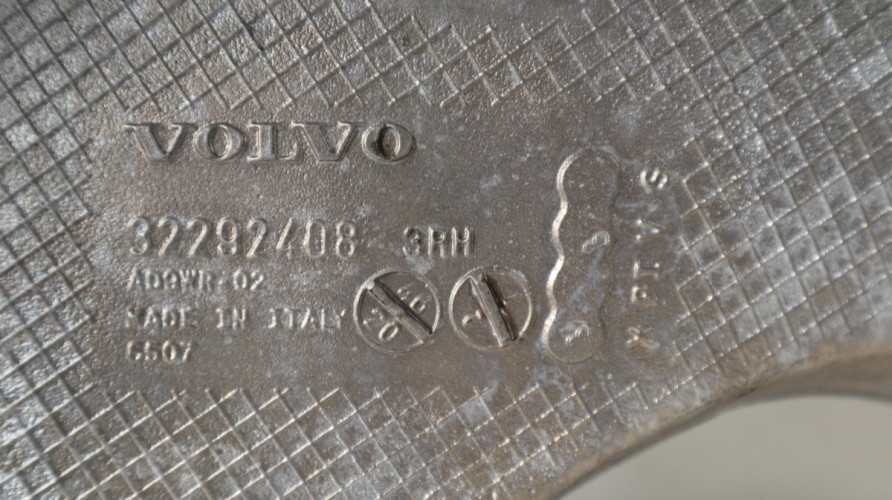 VOLVO
32292408 3RH
AD9WR-02
MADE IN ITALY
C507